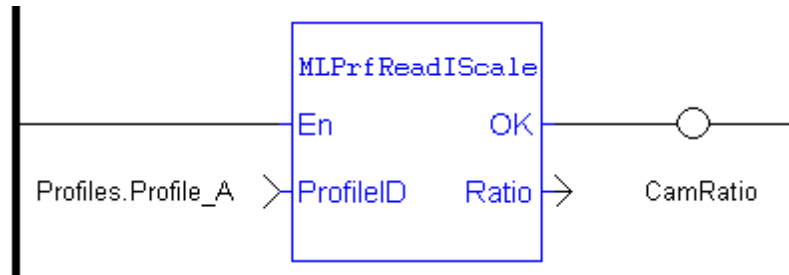 MLPrfReadIScale
En OK
Profiles.Profile_A ProfileID Ratio CamRatio